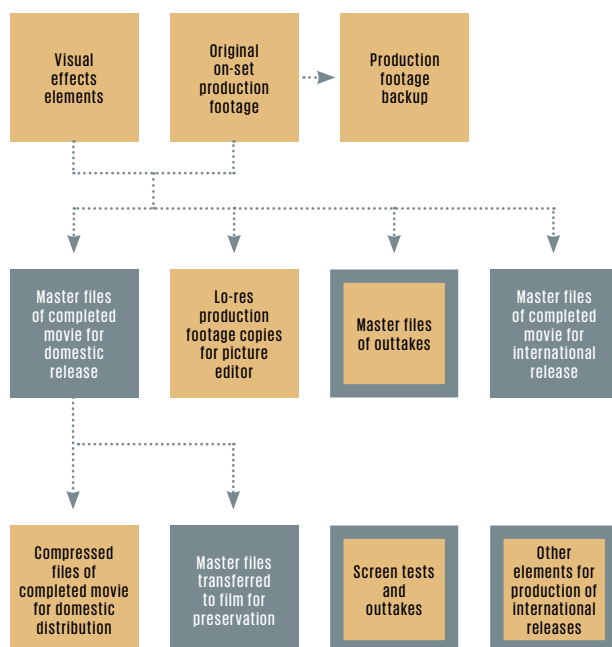 Visual
effects
elements
Original
on-set
production
footage
Production
footage
backup
Master files
of completed
movie for
domestic
release
Lo-res
production
footage copies
for picture
editor
Master files
of outtakes
Master files
of completed
movie for
international
release
Compressed
files of
completed movie
for domestic
distribution
Master files
transferred
to film for
preservation
Screen tests
and
outtakes
Other
elements for
production of
international
releases